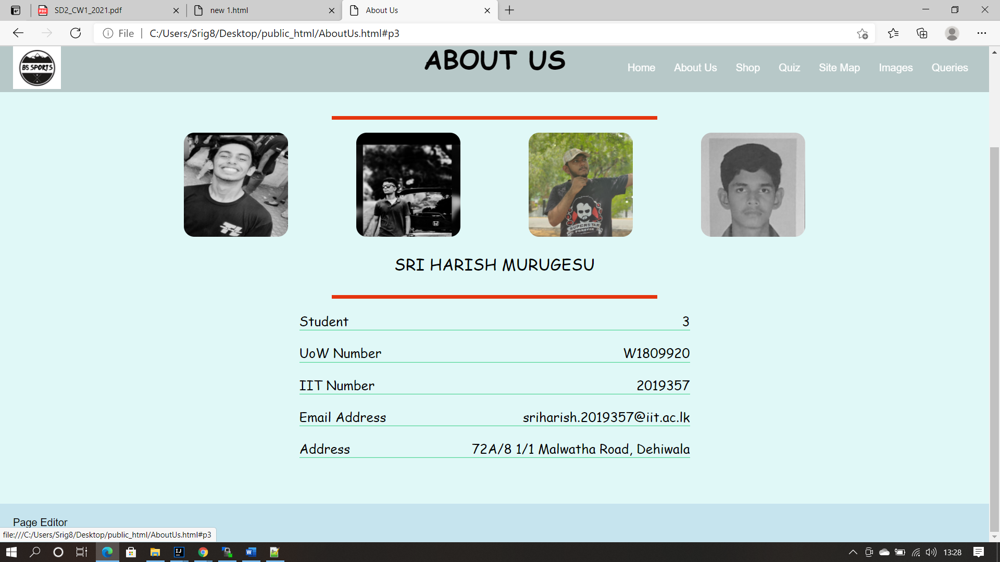 SD2_CW1_2021.pdf
new 1.html
About Us
File
C:/Users/Srig8/Desktop/public_html/AboutUs.html#p3
BS SPORTS
ABOUT US
Home About Us Shop Quiz Site Map Images Queries
SUPERSTAR
FOREVER
SRI HARISH MURUGESU
Student 3
UoW Number W1809920
IIT Number 2019357
Email Address sriharish.2019357@iit.ac.lk
Address 72A/8 1/1 Malwatha Road, Dehiwala
Page Editor
file:///C:/Users/Srig8/Desktop/public_html/AboutUs.html#p3
13:28